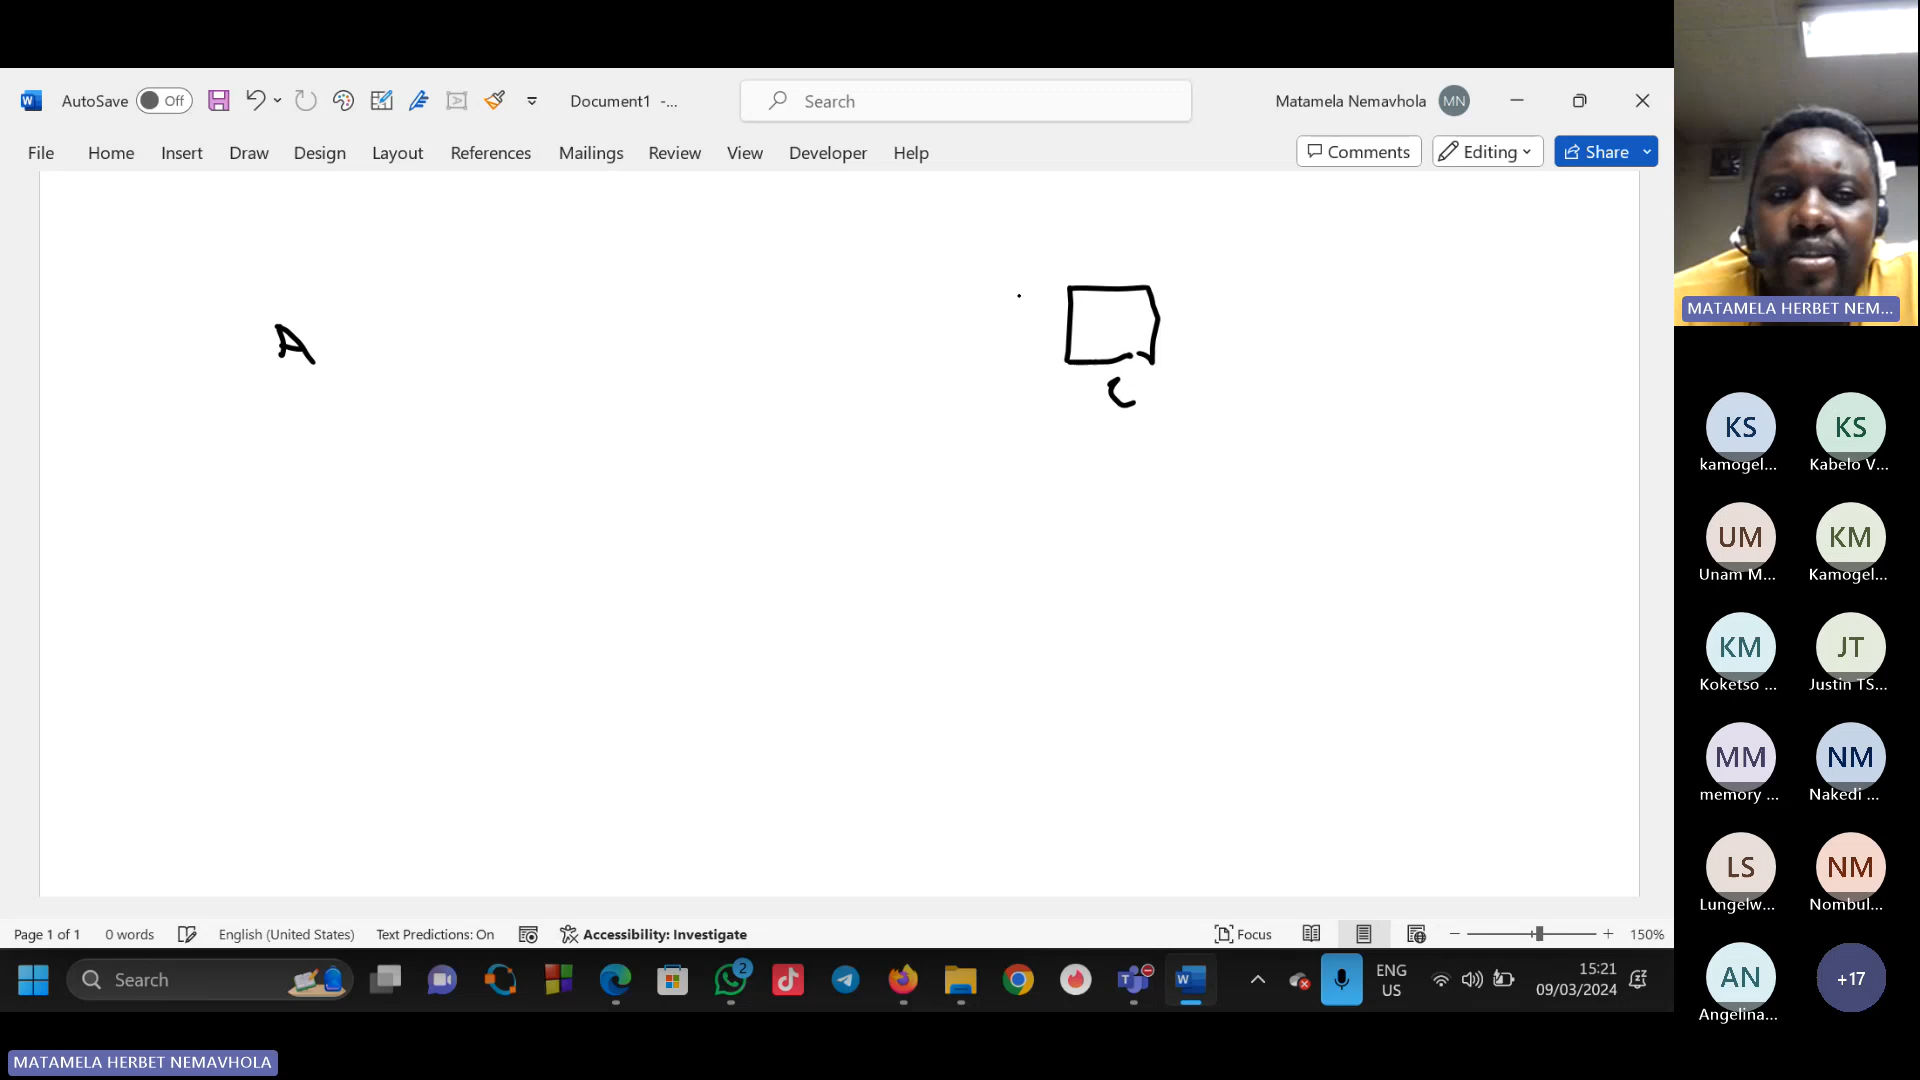 AutoSave Off Document1 -... Search Matamela Nemavhola MN
File Home Insert Draw Design Layout References Mailings Review View Developer Help Comments Editing Share
A
C
MATAMELA HERBET NEM...
KS KS
kamogel... Kabelo V...
UM KM
Unam M... Kamogel...
KM JT
Koketso ... Justin TS...
MM NM
memory ... Nakedi ...
LS NM
Lungelw... Nombul...
AN +17
Angelina...
Page 1 of 1 0 words English (United States) Text Predictions: On Accessibility: Investigate Focus 150%
Search 2 ENG 15:21
US 09/03/2024
MATAMELA HERBET NEMAVHOLA